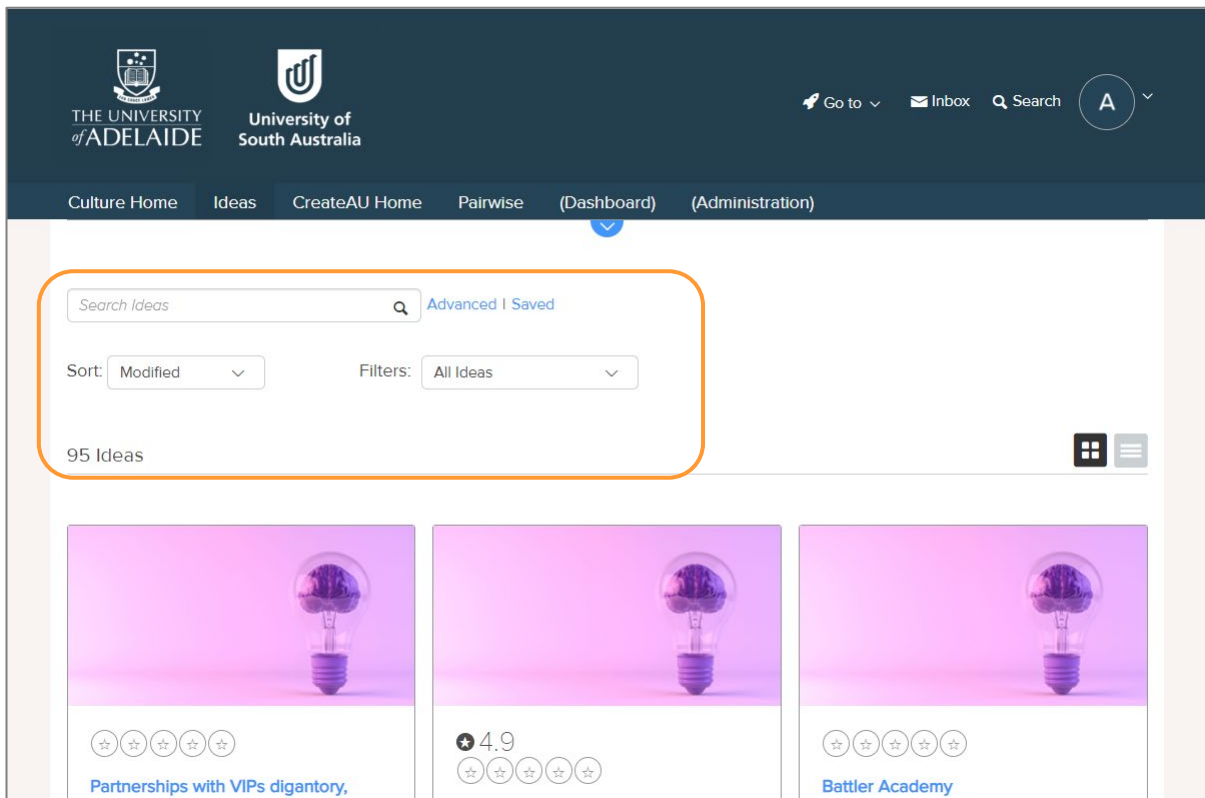 THE UNIVERSITY
of ADELAIDE
University of
South Australia
Go to
Inbox
Search
A
Culture Home Ideas CreateAU Home Pairwise (Dashboard) (Administration)
Search Ideas
Advanced | Saved
Sort: Modified Filters: All Ideas
95 Ideas
4.9
Partnerships with VIPs digantory,
Battler Academy